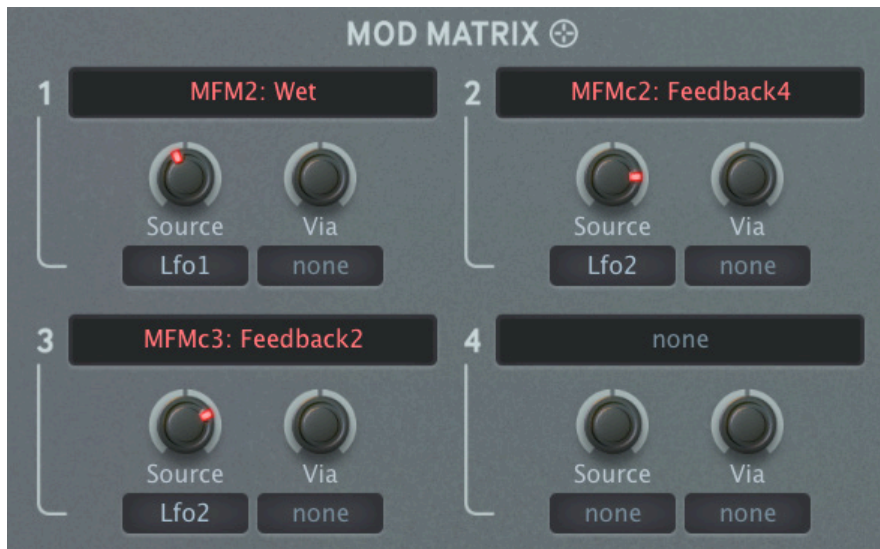 MOD MATRIX
1 MFM2: Wet
Source Via
Lfo1 none
2 MFMc2: Feedback4
Source Via
Lfo2 none
3 MFMc3: Feedback2
Source Via
Lfo2 none
4 none
Source Via
none none